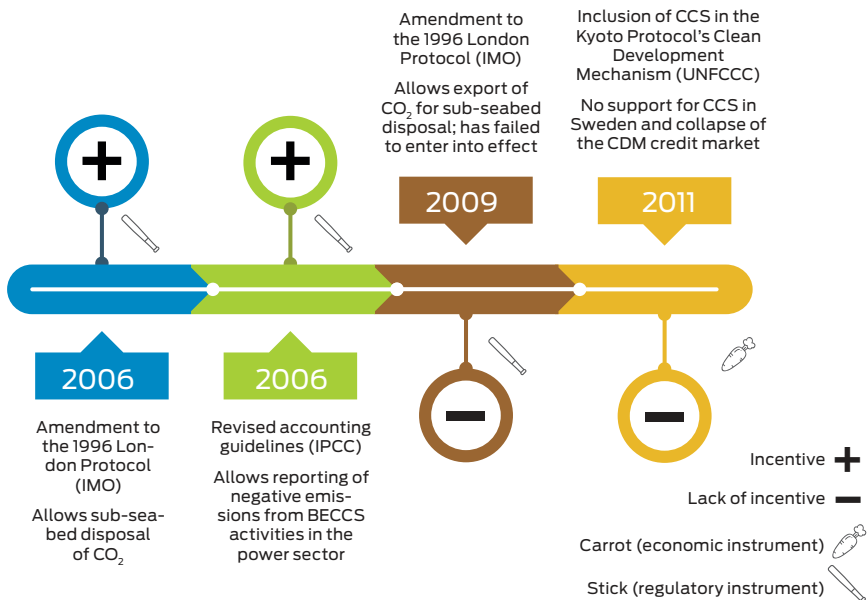 Amendment to
the 1996 London
Protocol (IMO)
Allows export of
CO₂ for sub-seabed
disposal; has failed
to enter into effect
2009
Inclusion of CCS in the
Kyoto Protocol’s Clean
Development
Mechanism (UNFCCC)
No support for CCS in
Sweden and collapse of
the CDM credit market
2011
2006
Amendment to
the 1996 Lon-
don Protocol
(IMO)
Allows sub-sea-
bed disposal
of CO₂
2006
Revised accounting
guidelines (IPCC)
Allows reporting of
negative emis-
sions from BECCS
activities in the
power sector
Incentive
Lack of incentive
Carrot (economic instrument)
Stick (regulatory instrument)